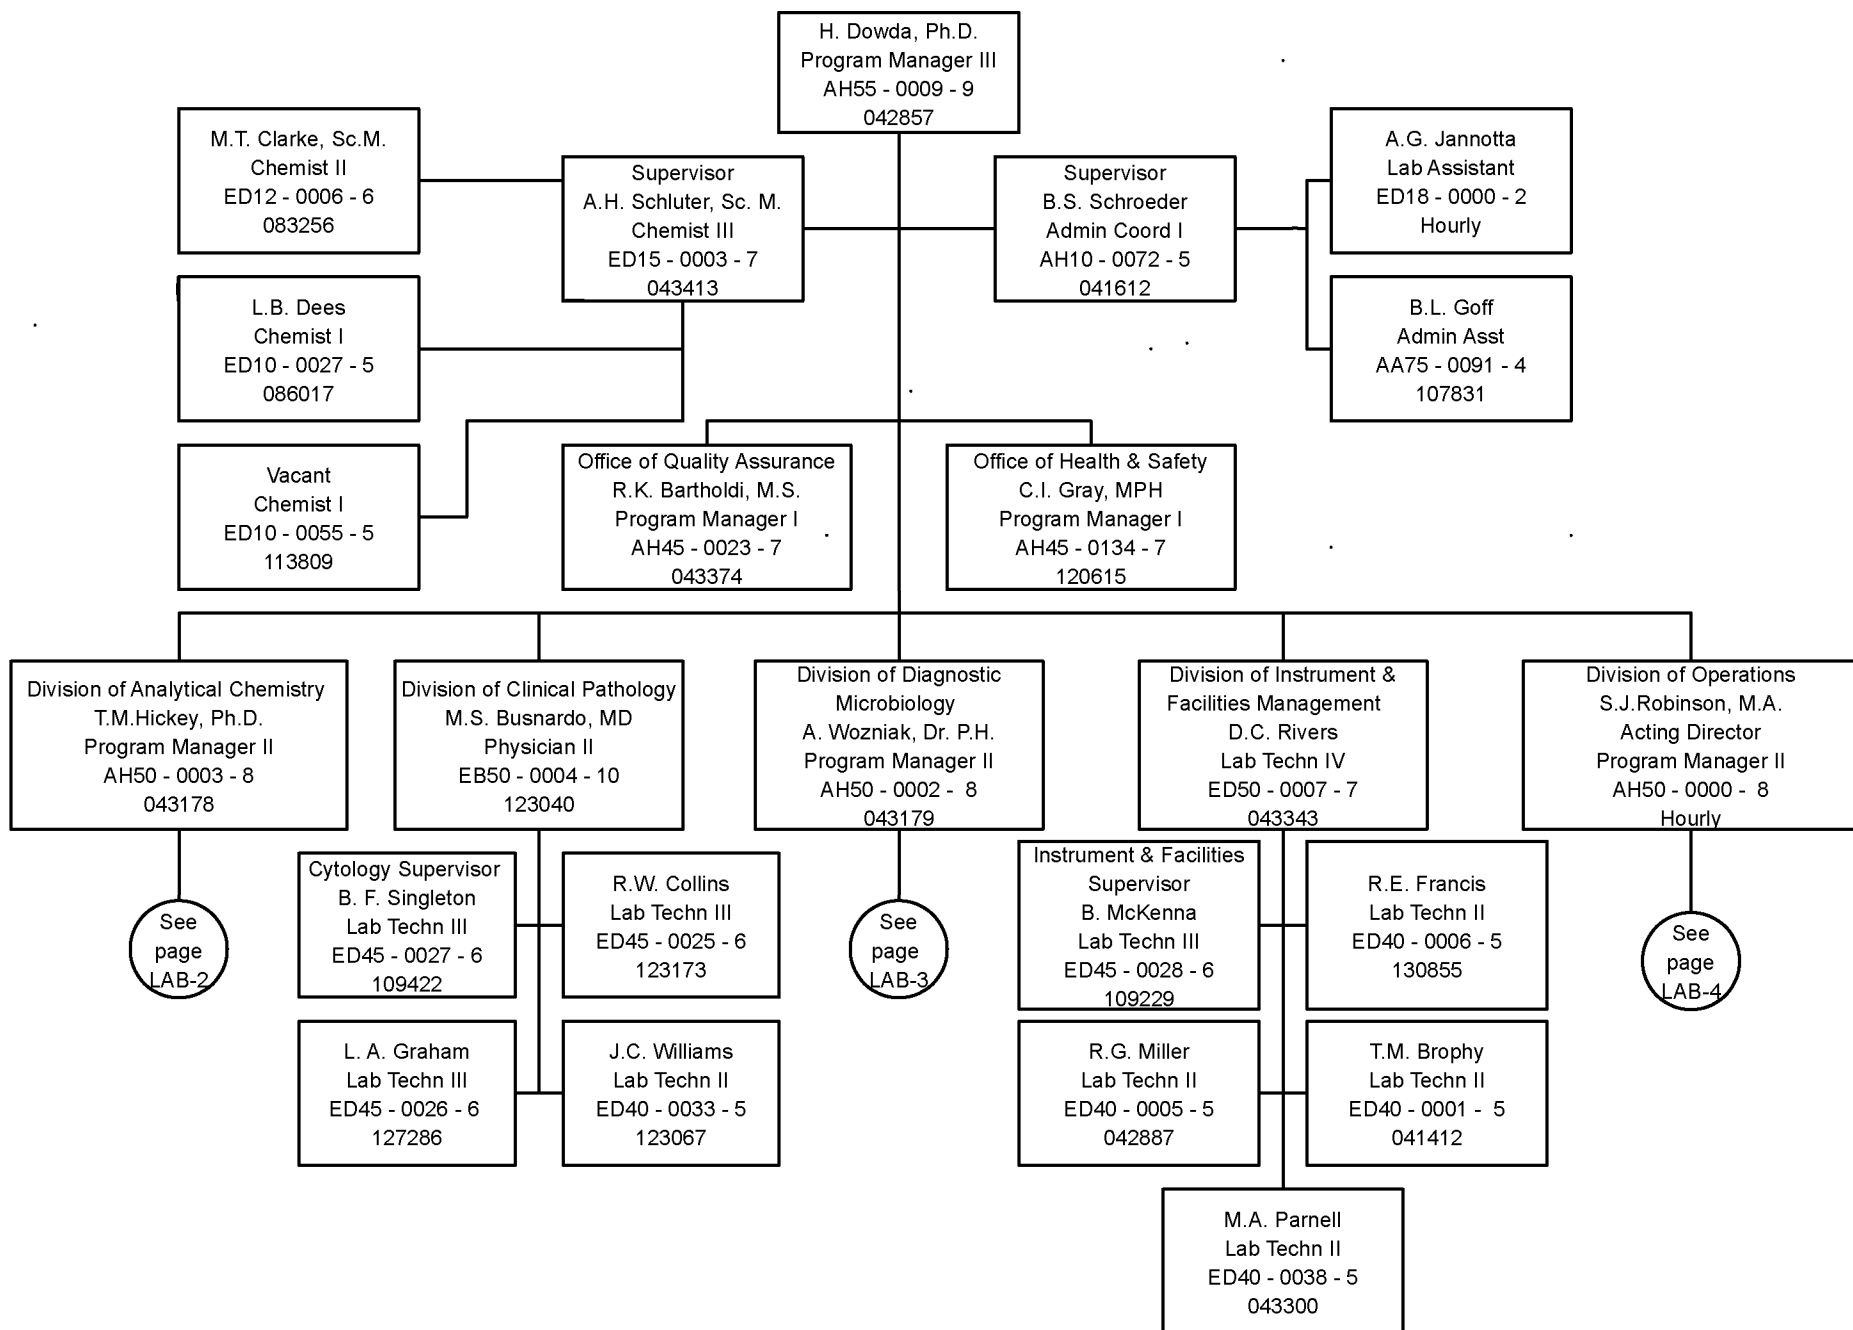 H. Dowda, Ph.D.
Program Manager III
AH55 - 0009 - 9
042857
M.T. Clarke, Sc.M.
Chemist II
ED12 - 0006 - 6
083256
Supervisor
A.H. Schluter, Sc. M.
Chemist III
ED15 - 0003 - 7
043413
Supervisor
B.S. Schroeder
Admin Coord I
AH10 - 0072 - 5
041612
A.G. Jannotta
Lab Assistant
ED18 - 0000 - 2
Hourly
L.B. Dees
Chemist I
ED10 - 0027 - 5
086017
B.L. Goff
Admin Asst
AA75 - 0091 - 4
107831
Vacant
Chemist I
ED10 - 0055 - 5
113809
Office of Quality Assurance
R.K. Bartholdi, M.S.
Program Manager I
AH45 - 0023 - 7
043374
Office of Health & Safety
C.I. Gray, MPH
Program Manager I
AH45 - 0134 - 7
120615
Division of Analytical Chemistry
T.M.Hickey, Ph.D.
Program Manager II
AH50 - 0003 - 8
043178
Division of Clinical Pathology
M.S. Busnardo, MD
Physician II
EB50 - 0004 - 10
123040
Division of Diagnostic
Microbiology
A. Wozniak, Dr. P.H.
Program Manager II
AH50 - 0002 - 8
043179
Division of Instrument &
Facilities Management
D.C. Rivers
Lab Techn IV
ED50 - 0007 - 7
043343
Division of Operations
S.J.Robinson, M.A.
Acting Director
Program Manager II
AH50 - 0000 - 8
Hourly
See
page
LAB-2
Cytology Supervisor
B. F. Singleton
Lab Techn III
ED45 - 0027 - 6
109422
R.W. Collins
Lab Techn III
ED45 - 0025 - 6
123173
See
page
LAB-3
Instrument & Facilities
Supervisor
B. McKenna
Lab Techn III
ED45 - 0028 - 6
109229
R.E. Francis
Lab Techn II
ED40 - 0006 - 5
130855
See
page
LAB-4
L. A. Graham
Lab Techn III
ED45 - 0026 - 6
127286
J.C. Williams
Lab Techn II
ED40 - 0033 - 5
123067
R.G. Miller
Lab Techn II
ED40 - 0005 - 5
042887
T.M. Brophy
Lab Techn II
ED40 - 0001 - 5
041412
M.A. Parnell
Lab Techn II
ED40 - 0038 - 5
043300